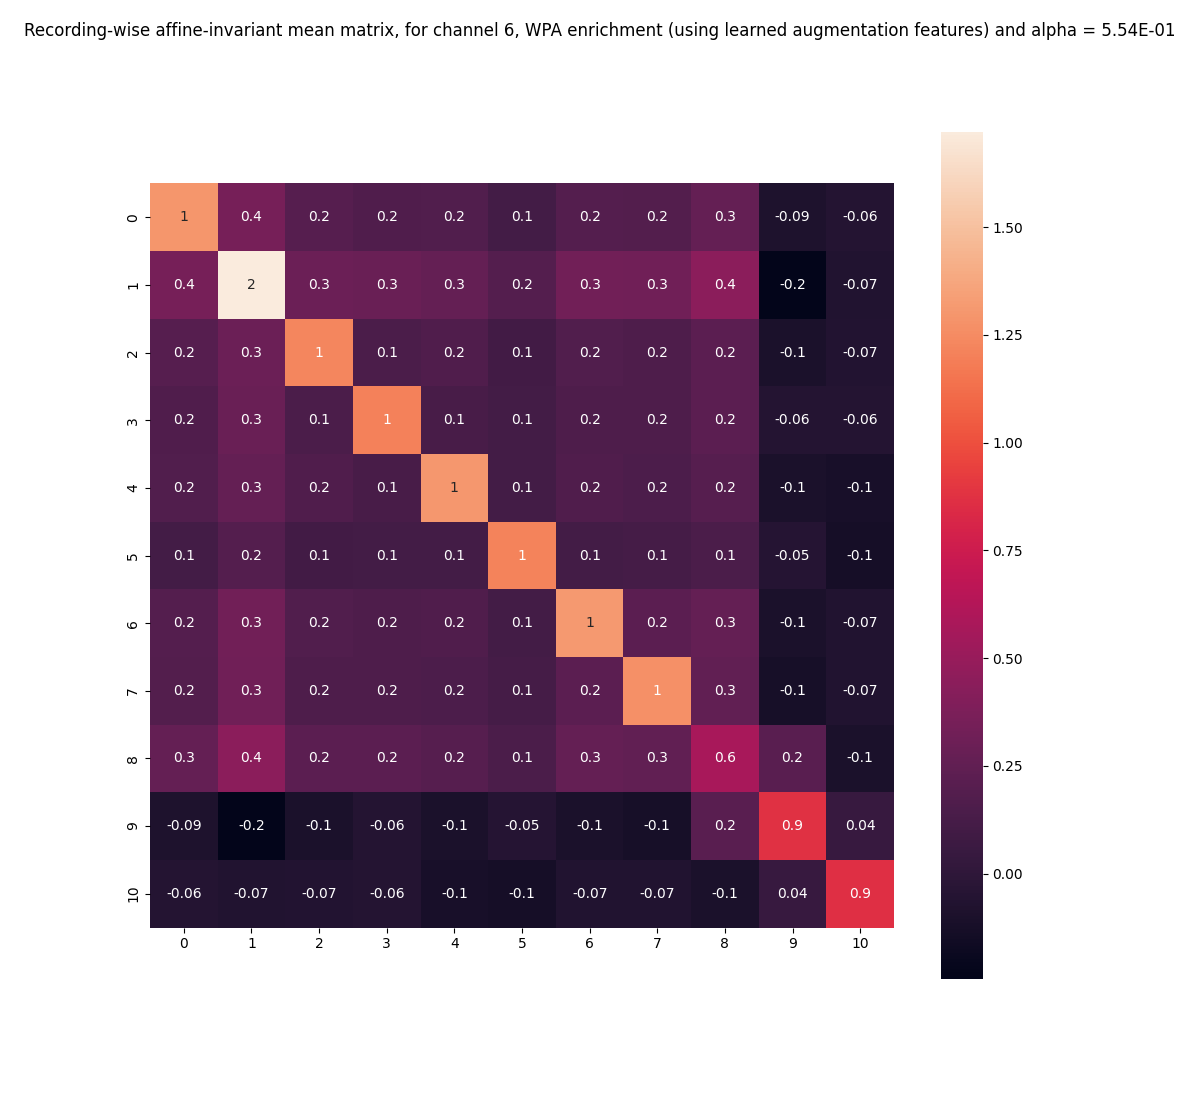 Recording-wise affine-invariant mean matrix, for channel 6, WPA enrichment (using learned augmentation features) and alpha = 5.54E-01
0 1 0.4 0.2 0.2 0.2 0.1 0.2 0.2 0.3 -0.09 -0.06
1 0.4 2 0.3 0.3 0.3 0.2 0.3 0.3 0.4 -0.2 -0.07
2 0.2 0.3 1 0.1 0.2 0.1 0.2 0.2 0.2 -0.1 -0.07
3 0.2 0.3 0.1 1 0.1 0.1 0.2 0.2 0.2 -0.06 -0.06
4 0.2 0.3 0.2 0.1 1 0.1 0.2 0.2 0.2 -0.1 -0.1
5 0.1 0.2 0.1 0.1 0.1 1 0.1 0.1 0.1 -0.05 -0.1
6 0.2 0.3 0.2 0.2 0.2 0.1 1 0.2 0.3 -0.1 -0.07
7 0.2 0.3 0.2 0.2 0.2 0.1 0.2 1 0.3 -0.1 -0.07
8 0.3 0.4 0.2 0.2 0.2 0.1 0.3 0.3 0.6 0.2 -0.1
9 -0.09 -0.2 -0.1 -0.06 -0.1 -0.05 -0.1 -0.1 0.2 0.9 0.04
10 -0.06 -0.07 -0.07 -0.06 -0.1 -0.1 -0.07 -0.07 -0.1 0.04 0.9
0 1 2 3 4 5 6 7 8 9 10
1.50
1.25
1.00
0.75
0.50
0.25
0.00